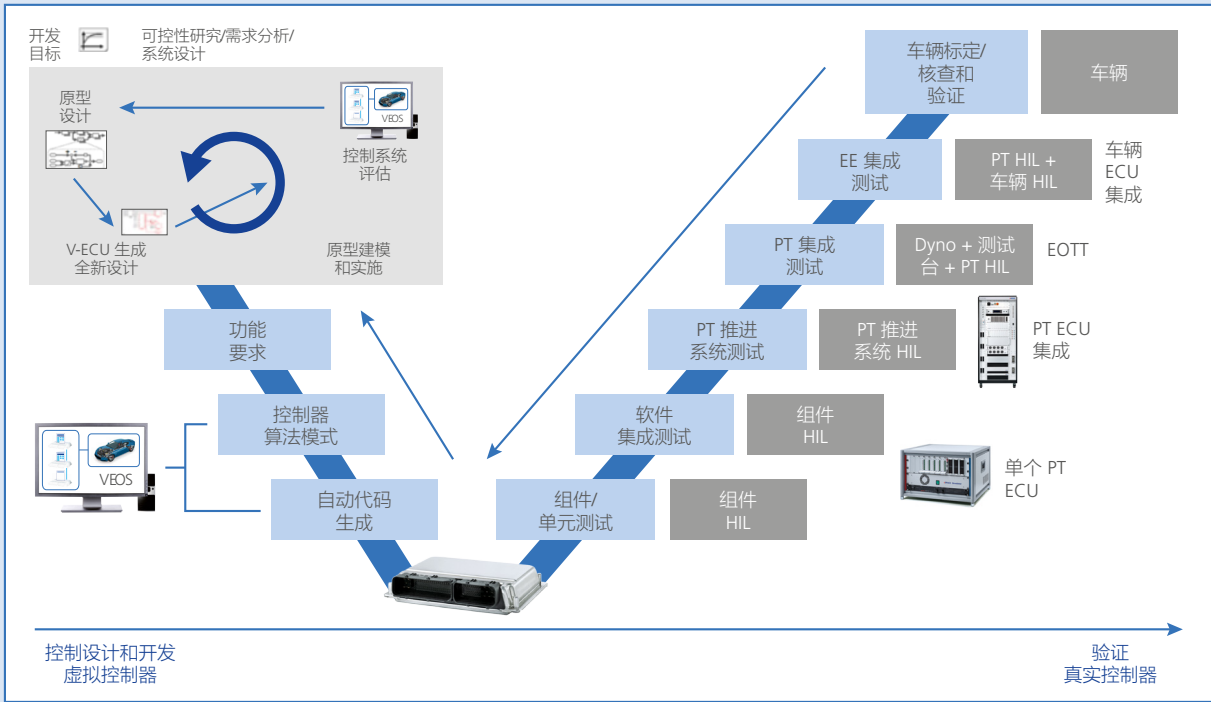 开发
目标
可控性研究/需求分析/
系统设计
原型
设计
VEOS
控制系统
评估
V-ECU 生成
全新设计
原型建模
和实施
功能
要求
控制器
算法模式
VEOS
自动代码
生成
车辆标定/
核查和
验证
车辆
EE 集成
测试
PT HIL +
车辆 HIL
车辆
ECU
集成
PT 集成
测试
Dyno + 测试
台 + PT HIL
EOTT
PT 推进
系统测试
PT 推进
系统 HIL
PT ECU
集成
软件
集成测试
组件
HIL
单个 PT
ECU
组件/
单元测试
组件
HIL
控制设计和开发
虚拟控制器
验证
真实控制器